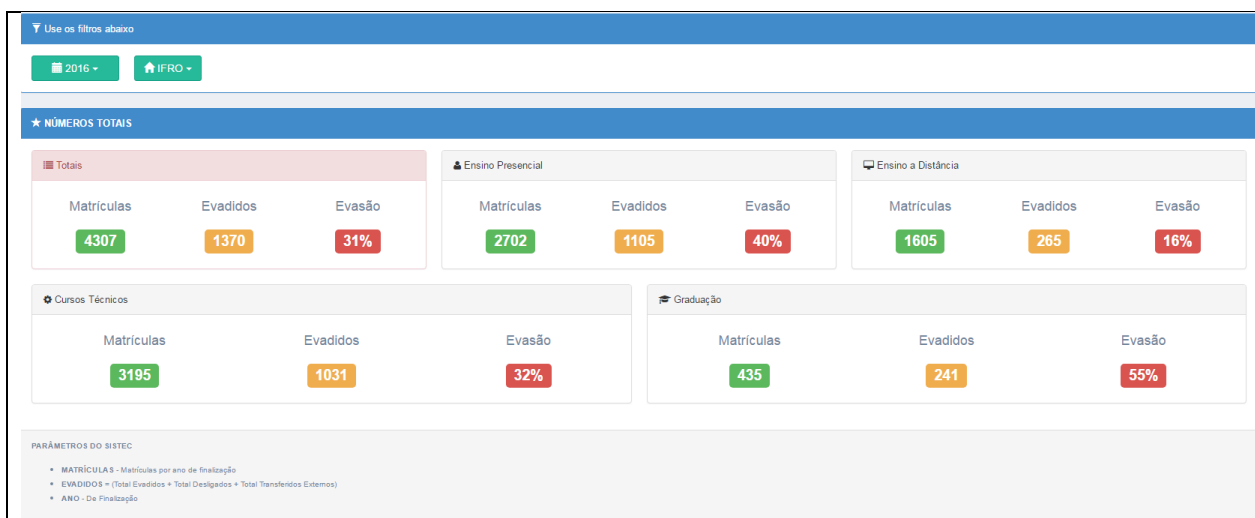 Use os filtros abaixo
2016 IFRO
NÚMEROS TOTAIS
Totais
Matrículas Evadidos Evasão
4307 1370 31%
Ensino Presencial
Matrículas Evadidos Evasão
2702 1105 40%
Ensino a Distância
Matrículas Evadidos Evasão
1605 265 16%
Cursos Técnicos
Matrículas Evadidos Evasão
3195 1031 32%
Graduação
Matrículas Evadidos Evasão
435 241 55%
PARÂMETROS DO SISTEC
• MATRÍCULAS - Matrículas por ano de finalização
• EVADIDOS = (Total Evadidos + Total Desligados + Total Transferidos Externos)
• ANO - De Finalização